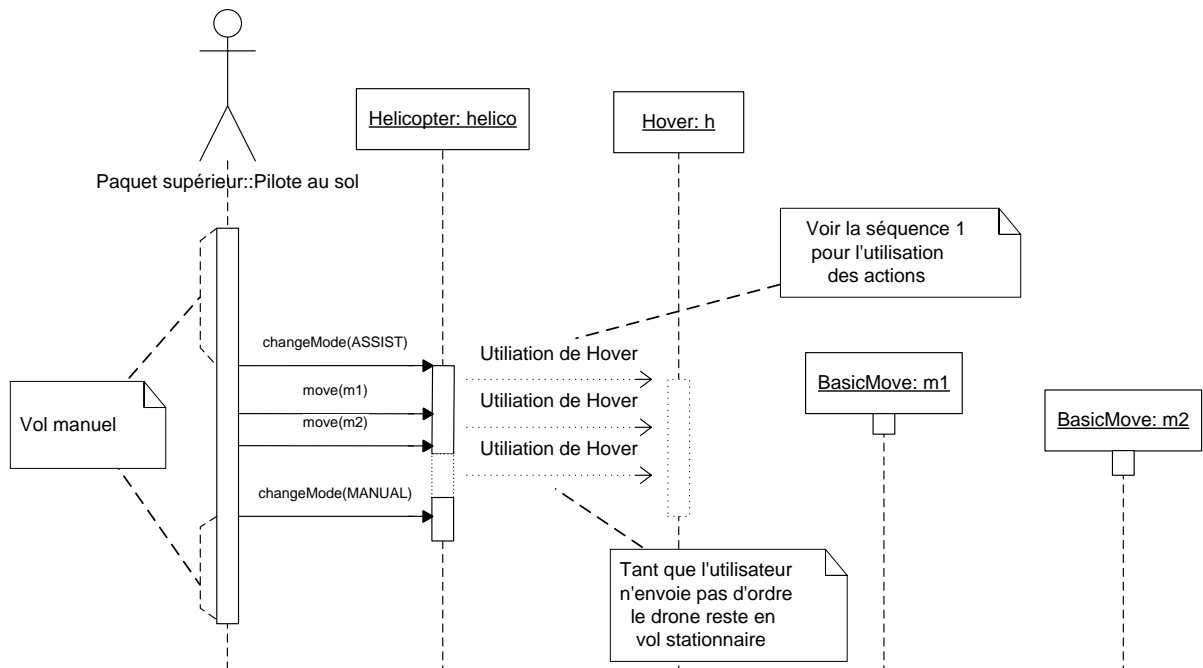 Helicopter: helico
Hover: h
Paquet supérieur::Pilote au sol
Voir la séquence 1
pour l'utilisation
des actions
changeMode(ASSIST)
Utiliation de Hover
move(m1)
Utiliation de Hover
move(m2)
Utiliation de Hover
changeMode(MANUAL)
Vol manuel
BasicMove: m1
BasicMove: m2
Tant que l'utilisateur
n'envoie pas d'ordre
le drone reste en
vol stationnaire